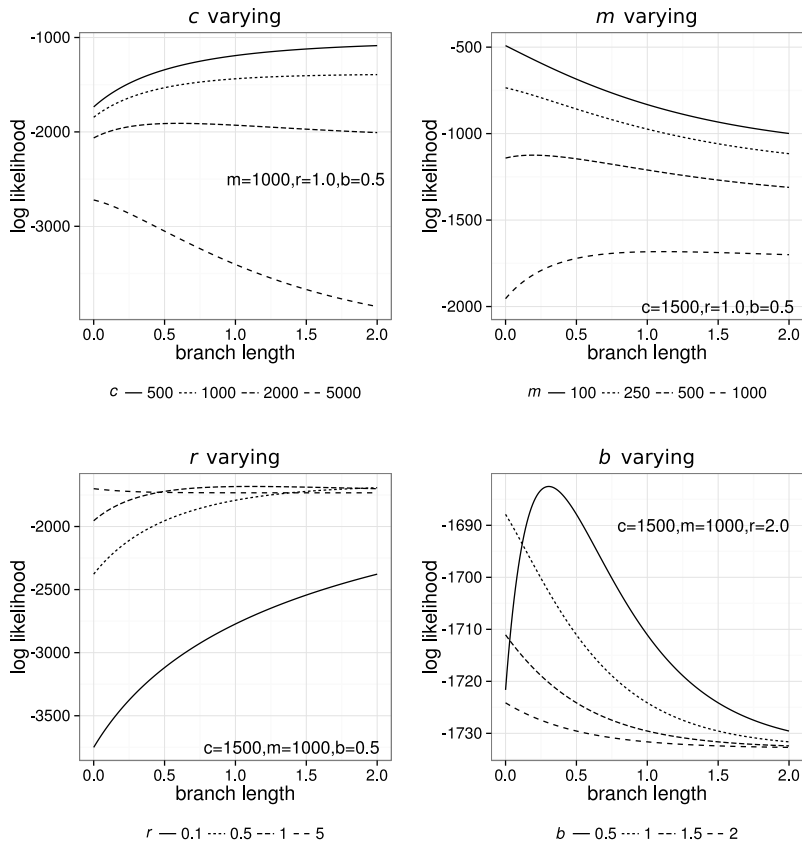 c varying
-1000
-2000
-3000
log likelihood
m=1000,r=1.0,b=0.5
0.0 0.5 1.0 1.5 2.0
branch length
c 500 1000 2000 5000
m varying
-500
-1000
-1500
-2000
log likelihood
c=1500,r=1.0,b=0.5
0.0 0.5 1.0 1.5 2.0
branch length
m 100 250 500 1000
r varying
-2000
-2500
-3000
-3500
log likelihood
c=1500,m=1000,b=0.5
0.0 0.5 1.0 1.5 2.0
branch length
r 0.1 0.5 1 5
b varying
-1690
-1700
-1710
-1720
-1730
log likelihood
c=1500,m=1000,r=2.0
0.0 0.5 1.0 1.5 2.0
branch length
b 0.5 1 1.5 2